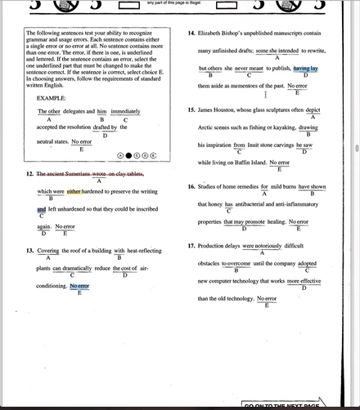 any part of this page is illegal.
The following sentences test your ability to recognize
grammar and usage errors. Each sentence contains either
a single error or no error at all. No sentence contains more
than one error. The error, if there is one, is underlined
and lettered. If the sentence contains an error, select the
one underlined part that must be changed to make the
sentence correct. If the sentence is correct, select choice E.
In choosing answers, follow the requirements of standard
written English.
EXAMPLE:
The other delegates and him immediately
A B C
accepted the resolution drafted by the
D
neutral states. No error
E
12. The ancient Sumerians wrote on clay tablets,
A
which were either hardened to preserve the writing
B
and left unhardened so that they could be inscribed
C
again. No error
D E
13. Covering the roof of a building with heat-reflecting
A B
plants can dramatically reduce the cost of air-
C D
conditioning. No error
E
14. Elizabeth Bishop's unpublished manuscripts contain
many unfinished drafts; some she intended to rewrite,
A
but others she never meant to publish, having lay
B C D
them aside as mementos of the past. No error
E
15. James Houston, whose glass sculptures often depict
A
Arctic scenes such as fishing or kayaking, drawing
B
his inspiration from Inuit stone carvings he saw
C D
while living on Baffin Island. No error
E
16. Studies of home remedies for mild burns have shown
A B
that honey has antibacterial and anti-inflammatory
C
properties that may promote healing. No error
D E
17. Production delays were notoriously difficult
A
obstacles to overcome until the company adopted
B C
new computer technology that works more effective
D
than the old technology. No error
E
GO ON TO THE NEXT PAGE